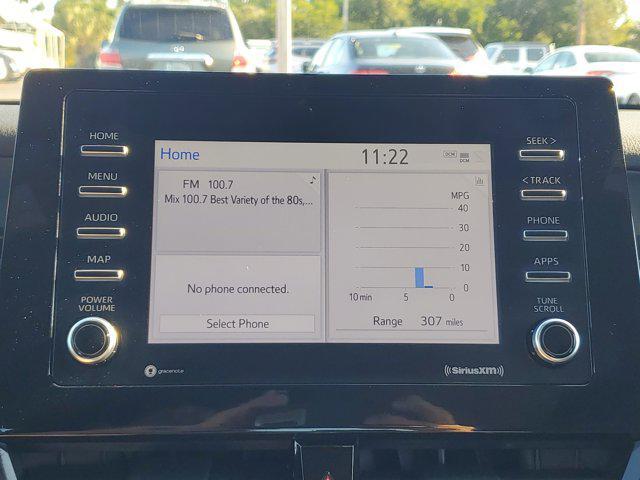 HOME
MENU
AUDIO
MAP
POWER
VOLUME
Home
11:22
DCM
DCM
FM 100.7
Mix 100.7 Best Variety of the 80s,...
No phone connected.
Select Phone
MPG
40
30
20
10
0
10 min 5 0
Range 307 miles
SEEK >
< TRACK
PHONE
APPS
TUNE
SCROLL
gracenote
SiriusXM